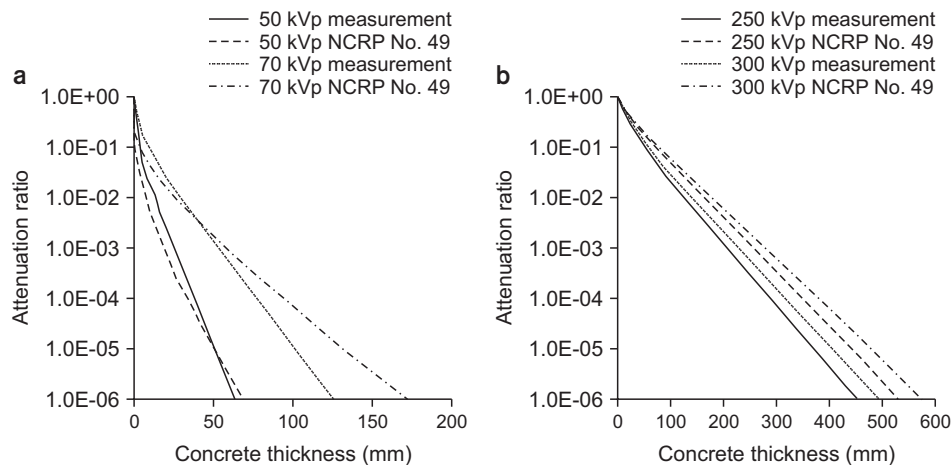 50 kVp measurement
50 kVp NCRP No. 49
70 kVp measurement
70 kVp NCRP No. 49
a
1.0E+00
1.0E-01
1.0E-02
1.0E-03
1.0E-04
1.0E-05
1.0E-06
Attenuation ratio
0 50 100 150 200
Concrete thickness (mm)
250 kVp measurement
250 kVp NCRP No. 49
300 kVp measurement
300 kVp NCRP No. 49
b
1.0E+00
1.0E-01
1.0E-02
1.0E-03
1.0E-04
1.0E-05
1.0E-06
Attenuation ratio
0 100 200 300 400 500 600
Concrete thickness (mm)